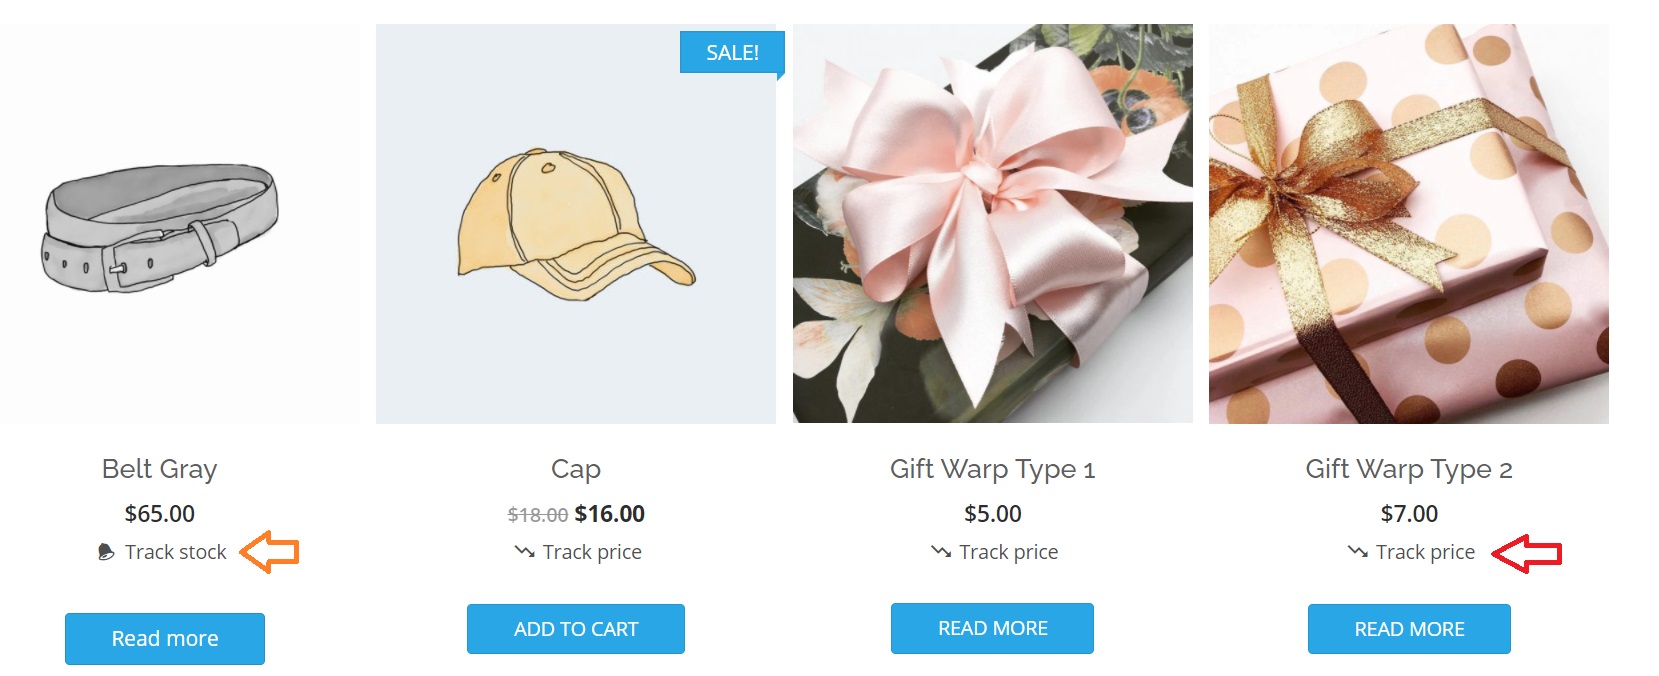 SALE!
Belt Gray
$65.00
Track stock
Read more
Cap
$18.00 $16.00
Track price
ADD TO CART
Gift Warp Type 1
$5.00
Track price
READ MORE
Gift Warp Type 2
$7.00
Track price
READ MORE